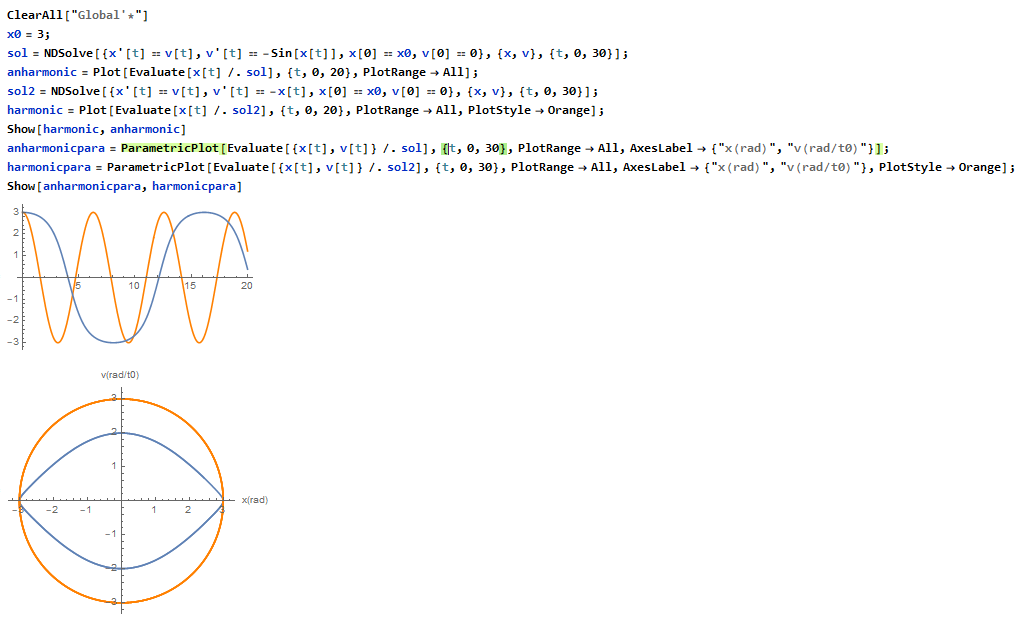 ClearAll["Global`*"]
x0 = 3;
sol = NDSolve[{x'[t] == v[t], v'[t] == -Sin[x[t]], x[0] == x0, v[0] == 0}, {x, v}, {t, 0, 30}];
anharmonic = Plot[Evaluate[x[t] /. sol], {t, 0, 20}, PlotRange → All];
sol2 = NDSolve[{x'[t] == v[t], v'[t] == -x[t], x[0] == x0, v[0] == 0}, {x, v}, {t, 0, 30}];
harmonic = Plot[Evaluate[x[t] /. sol2], {t, 0, 20}, PlotRange → All, PlotStyle → Orange];
Show[harmonic, anharmonic]
anharmonicpara = ParametricPlot[Evaluate[{x[t], v[t]} /. sol], {t, 0, 30}, PlotRange → All, AxesLabel → {"x(rad)", "v(rad/t0)"}];
harmonicpara = ParametricPlot[Evaluate[{x[t], v[t]} /. sol2], {t, 0, 30}, PlotRange → All, AxesLabel → {"x(rad)", "v(rad/t0)"}, PlotStyle → Orange];
Show[anharmonicpara, harmonicpara]
3
2
1
5 10 15 20
-1
-2
-3
v(rad/t0)
3
2
1
-3 -2 -1 1 2 3 x(rad)
-1
-2
-3